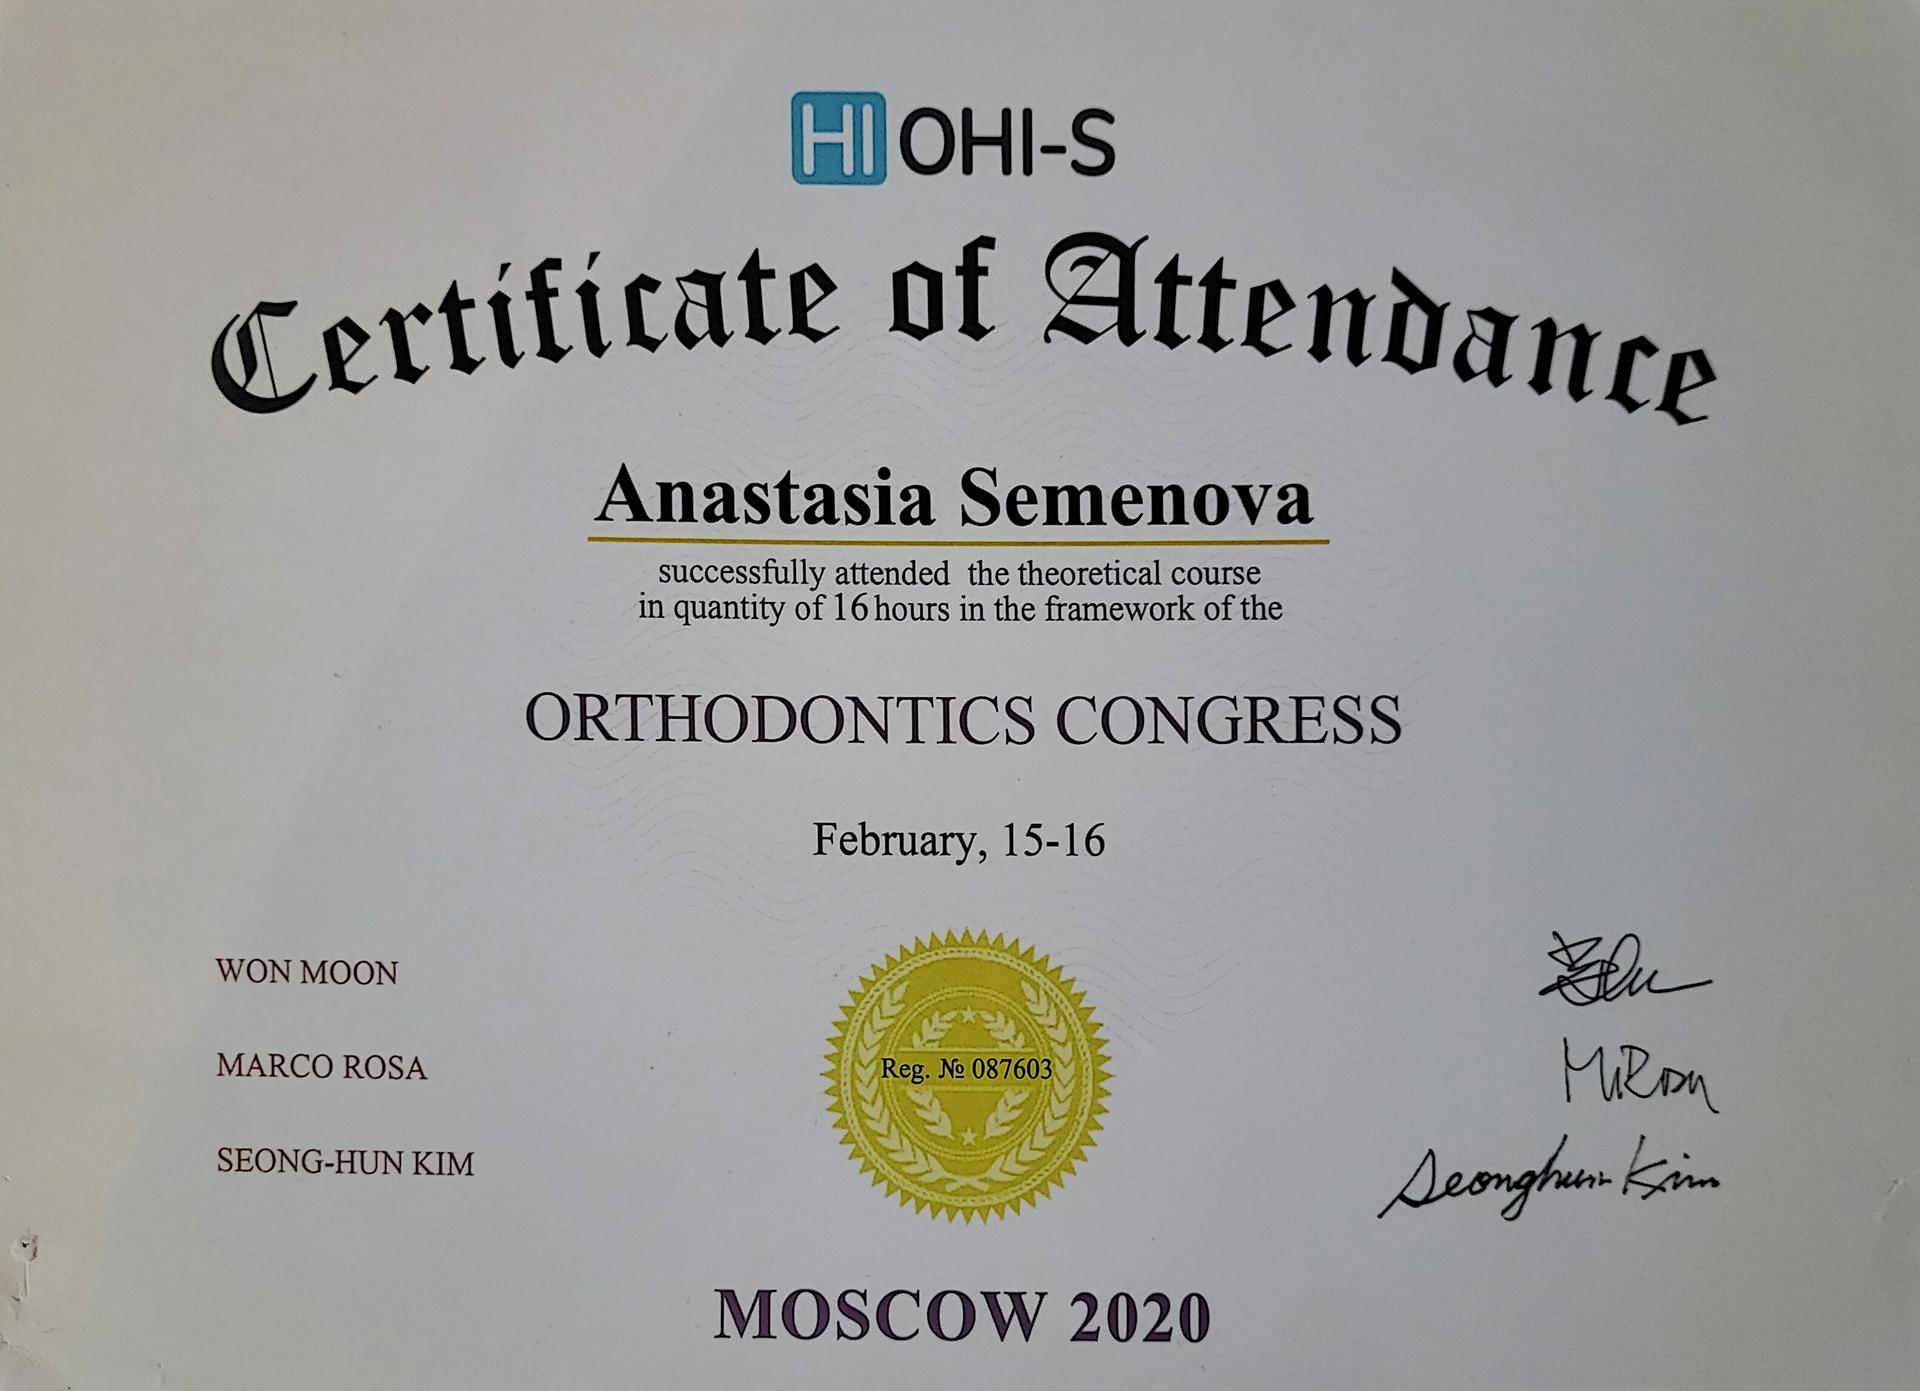 HI OHI-S
Certificate of Attendance
Anastasia Semenova
successfully attended the theoretical course
in quantity of 16 hours in the framework of the
ORTHODONTICS CONGRESS
February, 15-16
WON MOON
MARCO ROSA
M.Rosa
Reg. № 087603
SEONG-HUN KIM
Seonghun Kim
MOSCOW 2020